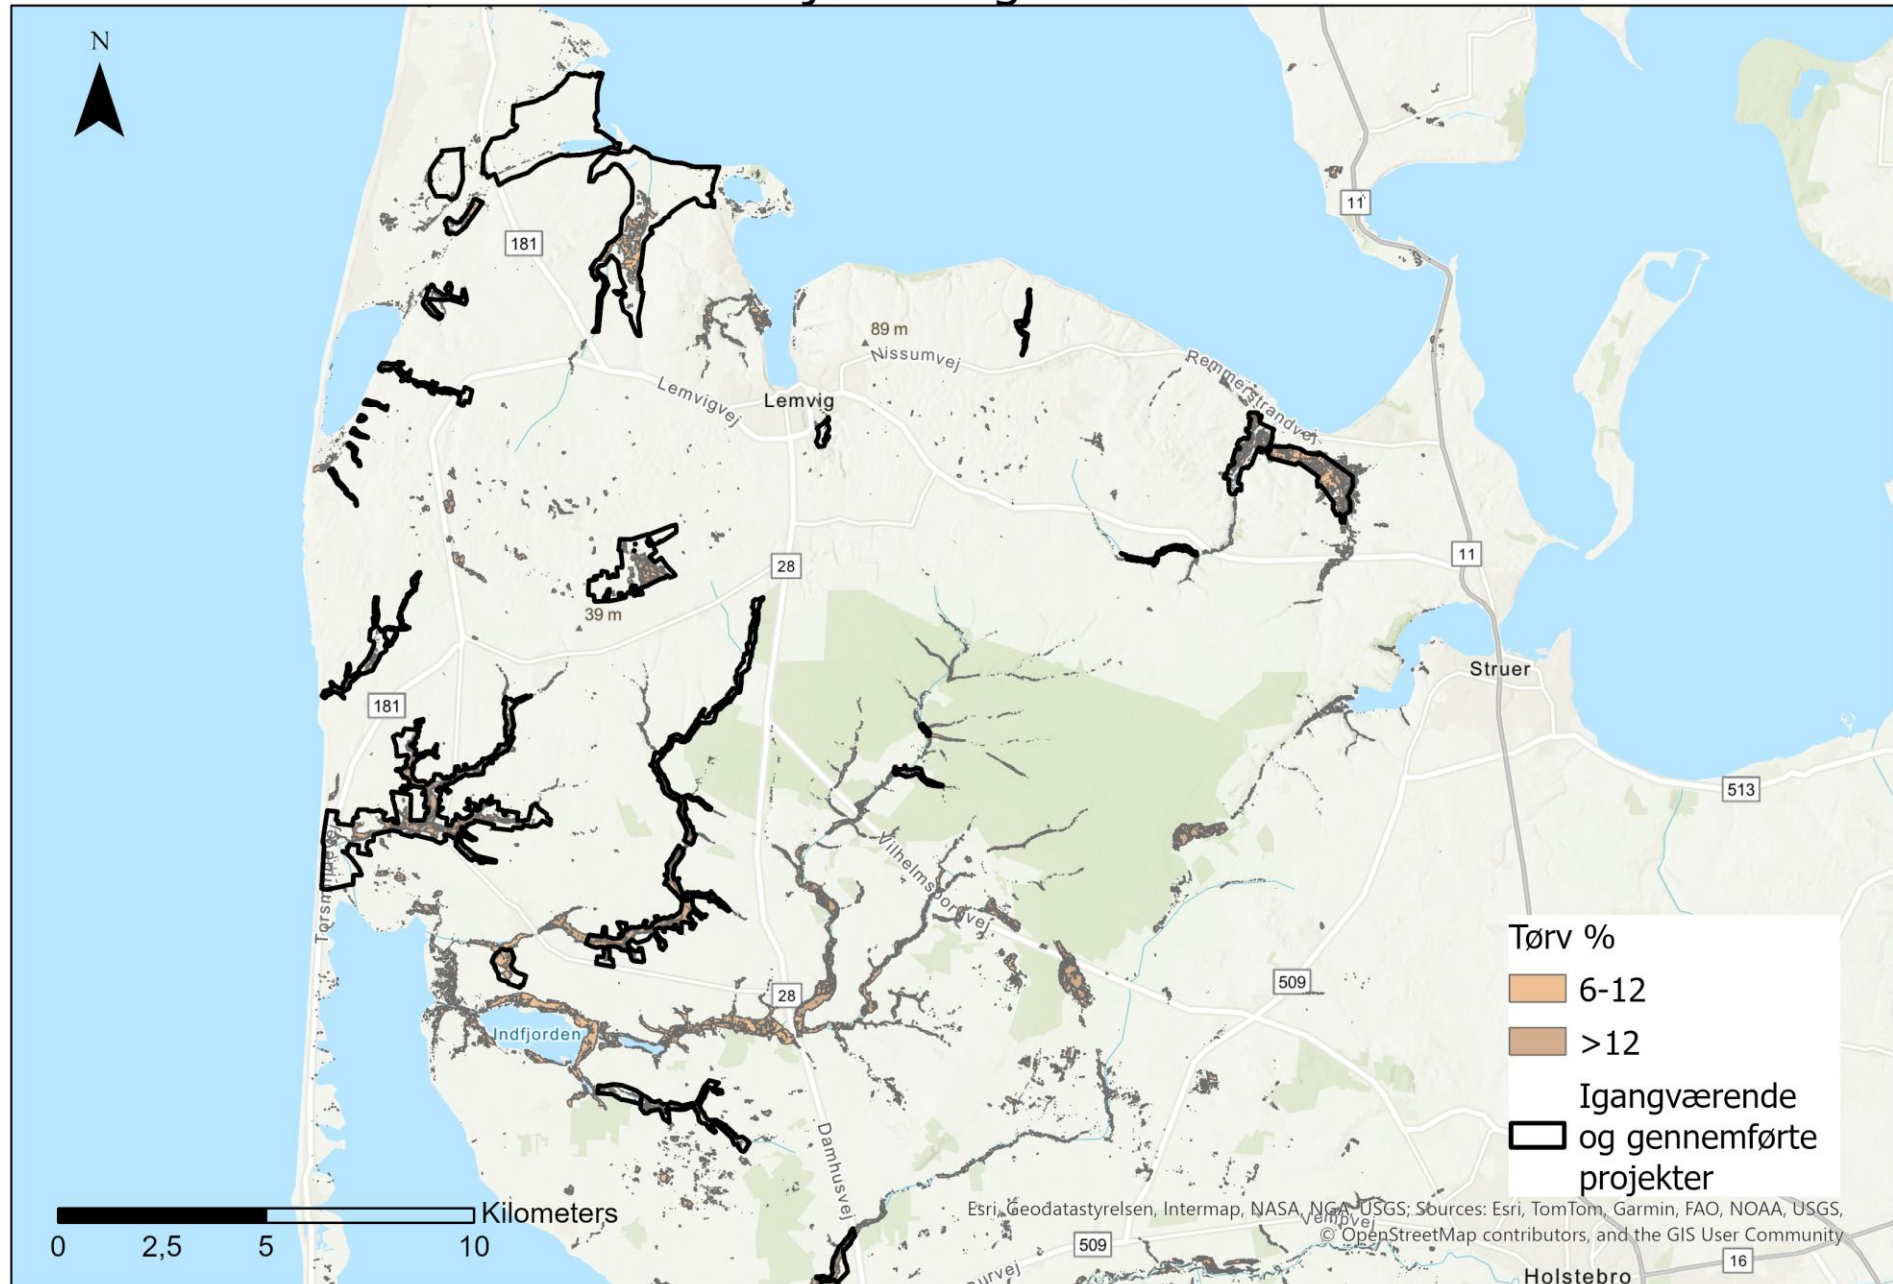 N
181
11
89 m
Nissumvej
Remmerstrandvej
Lemvigvej
Lemvig
28
11
39 m
Struer
181
513
Vilhelmsborgvej
Torsmindevej
28
509
Indfjorden
Damhusvej
Tørv %
6-12
>12
Igangværende
og gennemførte
projekter
Kilometers
0 2,5 5 10
Esri, Geodatastyrelsen, Intermap, NASA, NGA, USGS; Sources: Esri, TomTom, Garmin, FAO, NOAA, USGS,
© OpenStreetMap contributors, and the GIS User Community
Vempvej
509
16
Holstebro